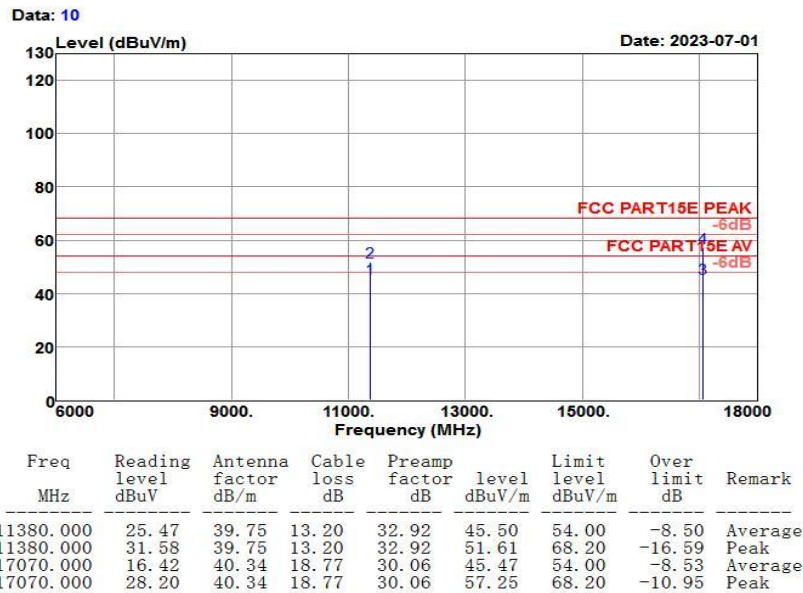 Data: 10
Level (dBuV/m)
Date: 2023-07-01
130
120
100
80
FCC PART15E PEAK
-6dB
60
4
FCC PART15E AV
2
-6dB
1
3
40
20
0
6000 9000. 11000. 13000. 15000. 18000
Frequency (MHz)
Freq Reading Antenna Cable Preamp Limit Over
level factor loss factor level level limit Remark
MHz dBuV dB/m dB dB dBuV/m dBuV/m dB
-------- -------- -------- ------- -------- ------- ------- ------- -------
11380.000 25.47 39.75 13.20 32.92 45.50 54.00 -8.50 Average
11380.000 31.58 39.75 13.20 32.92 51.61 68.20 -16.59 Peak
17070.000 16.42 40.34 18.77 30.06 45.47 54.00 -8.53 Average
17070.000 28.20 40.34 18.77 30.06 57.25 68.20 -10.95 Peak